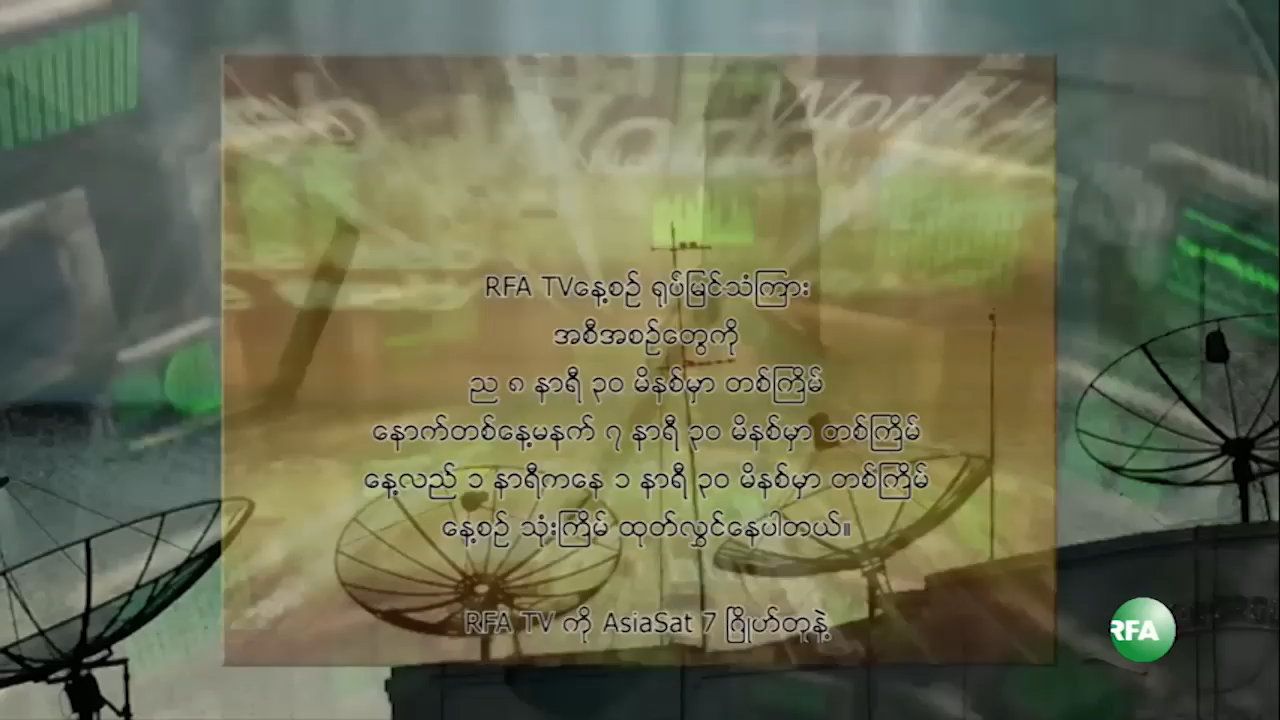 World
RFA TVနေ့စဉ် ရုပ်မြင်သံကြား
အစီအစဉ်တွေကို
ည ၈ နာရီ ၃၀ မိနစ်မှာ တစ်ကြိမ်
နောက်တစ်နေ့မနက် ၇ နာရီ ၃၀ မိနစ်မှာ တစ်ကြိမ်
နေ့လည် ၁ နာရီကနေ ၁ နာရီ ၃၀ မိနစ်မှာ တစ်ကြိမ်
နေ့စဉ် သုံးကြိမ် ထုတ်လွှင်နေပါတယ်။
RFA TV ကို AsiaSat 7 ဂြိုဟ်တုနဲ့
RFA